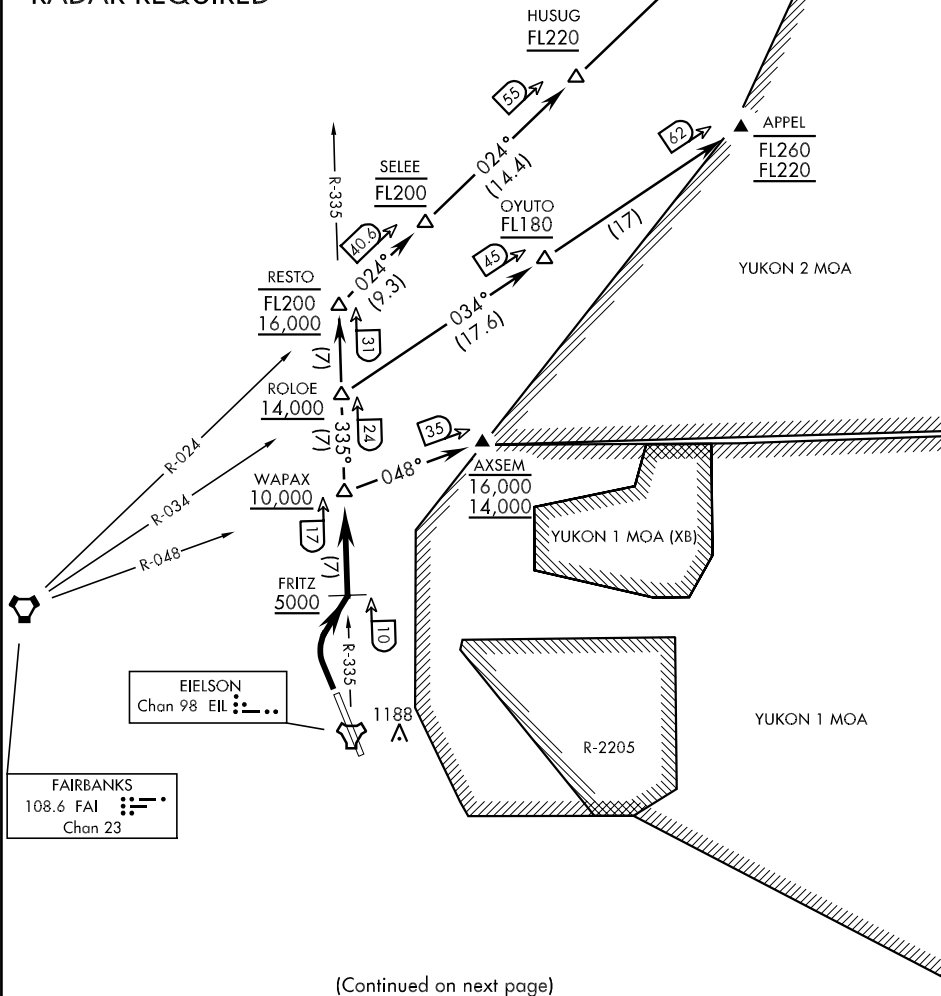 RADAR REQUIRED
HUSUG
FL220
55
62
APPEL
FL260
FL220
024°
(14.4)
SELEE
FL200
R-335
OYUTO
FL180
(17)
40.6
45
024°
(9.3)
YUKON 2 MOA
RESTO
FL200
16,000
034°
(17.6)
31
(7)
ROLOE
14,000
R-024
335°
(7)
24
35
048°
AXSEM
16,000
14,000
WAPAX
10,000
R-034
17
YUKON 1 MOA (XB)
R-048
(7)
FRITZ
5000
10
R-335
EIELSON
Chan 98 EIL
1188
YUKON 1 MOA
R-2205
FAIRBANKS
108.6 FAI
Chan 23
(Continued on next page)